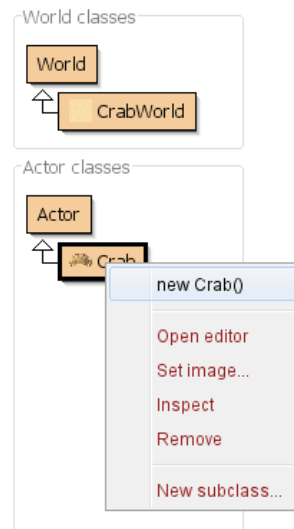 World classes
World
CrabWorld
Actor classes
Actor
Crab
new Crab()
Open editor
Set image...
Inspect
Remove
New subclass...